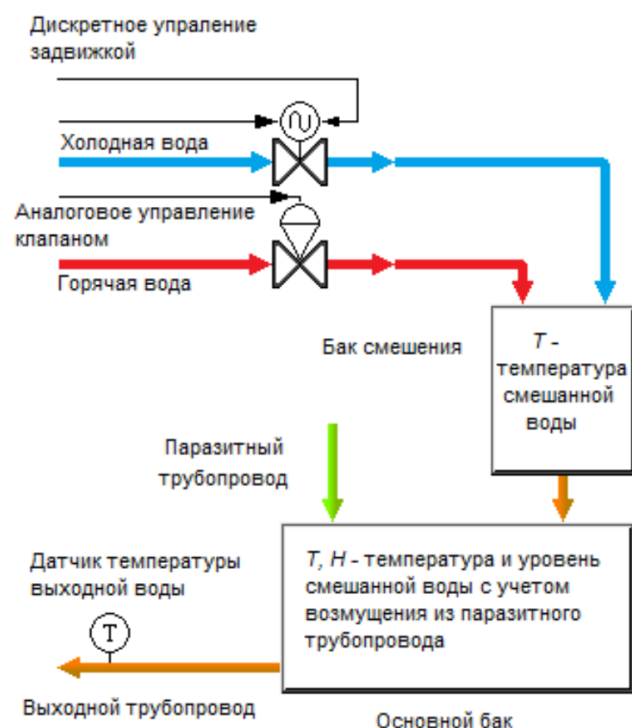 Дискретное упраление
задвижкой
Холодная вода
Аналоговое управление
клапаном
Горячая вода
Бак смешения
T -
температура
смешанной
воды
Паразитный
трубопровод
Датчик температуры
выходной воды
T
T, H - температура и уровень
смешанной воды с учетом
возмущения из паразитного
трубопровода
Выходной трубопровод
Основной бак